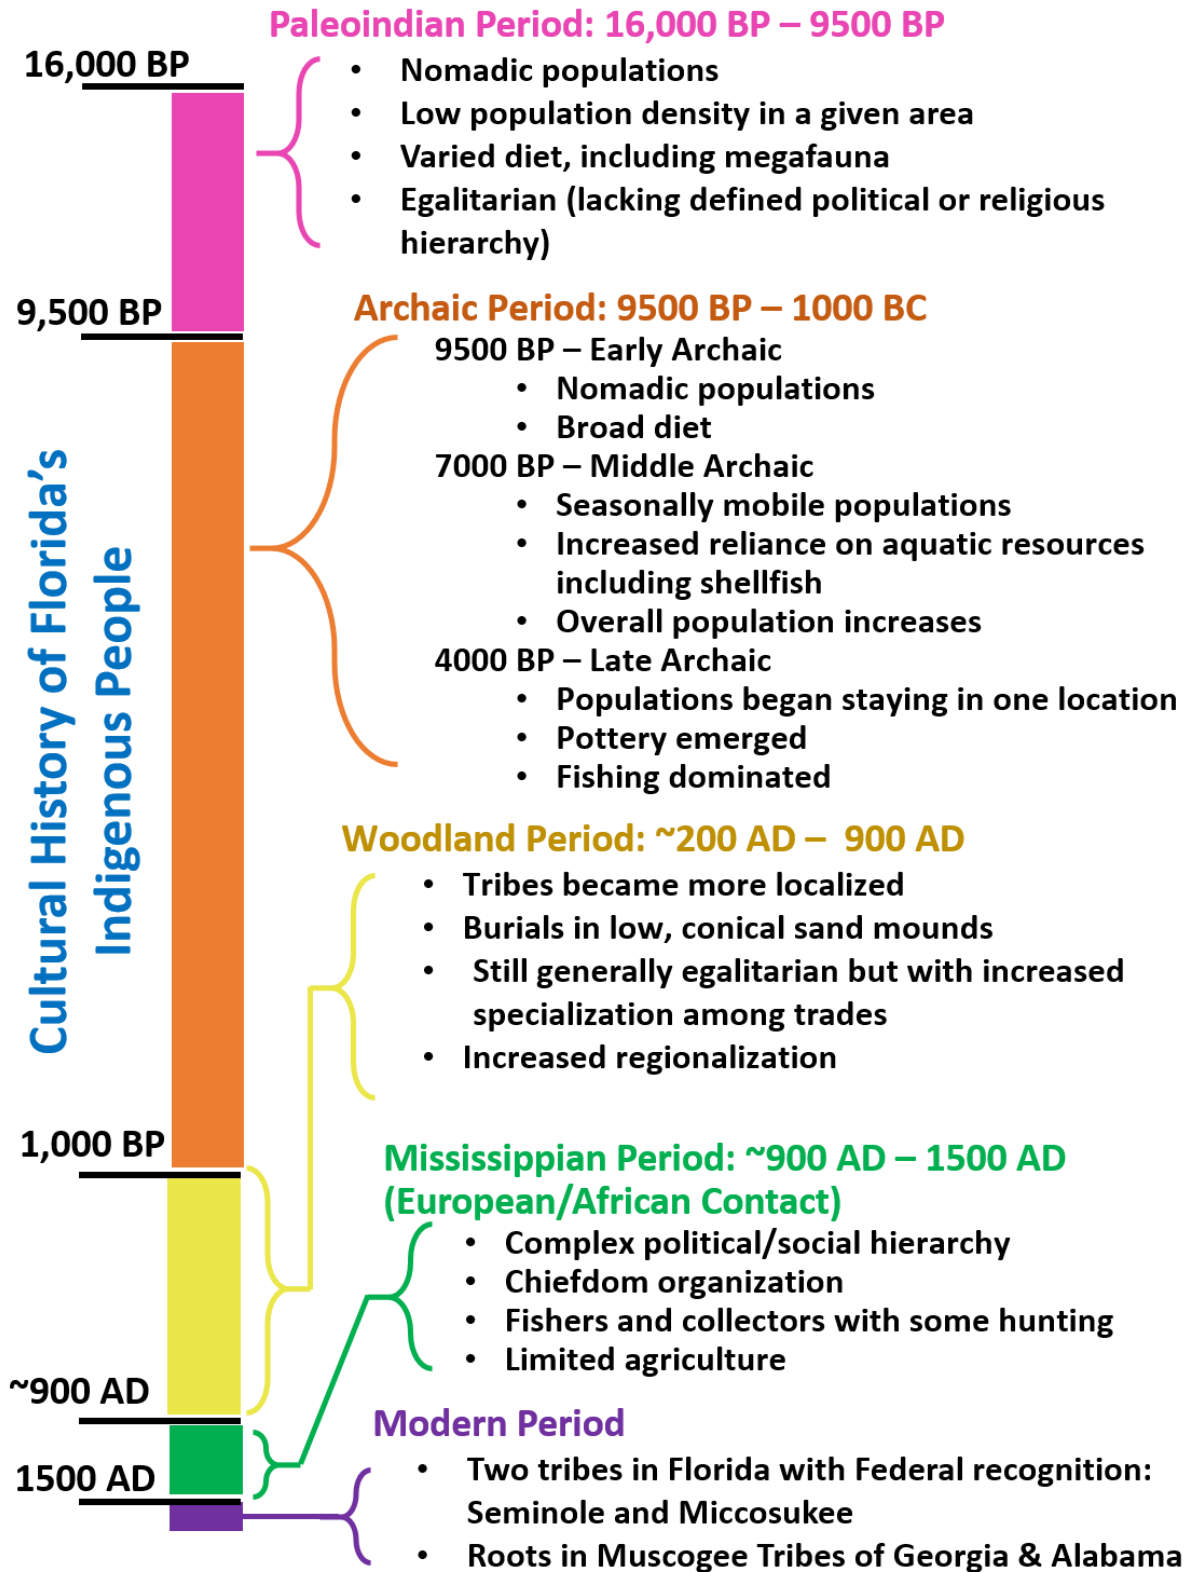 Paleoindian Period: 16,000 BP – 9500 BP
16,000 BP
• Nomadic populations
• Low population density in a given area
• Varied diet, including megafauna
• Egalitarian (lacking defined political or religious
hierarchy)
9,500 BP
Archaic Period: 9500 BP – 1000 BC
9500 BP – Early Archaic
• Nomadic populations
• Broad diet
7000 BP – Middle Archaic
• Seasonally mobile populations
• Increased reliance on aquatic resources
including shellfish
• Overall population increases
4000 BP – Late Archaic
• Populations began staying in one location
• Pottery emerged
• Fishing dominated
Cultural History of Florida's
Indigenous People
Woodland Period: ~200 AD – 900 AD
• Tribes became more localized
• Burials in low, conical sand mounds
• Still generally egalitarian but with increased
specialization among trades
• Increased regionalization
1,000 BP
Mississippian Period: ~900 AD – 1500 AD
(European/African Contact)
• Complex political/social hierarchy
• Chiefdom organization
• Fishers and collectors with some hunting
• Limited agriculture
~900 AD
Modern Period
1500 AD
• Two tribes in Florida with Federal recognition:
Seminole and Miccosukee
• Roots in Muscogee Tribes of Georgia & Alabama